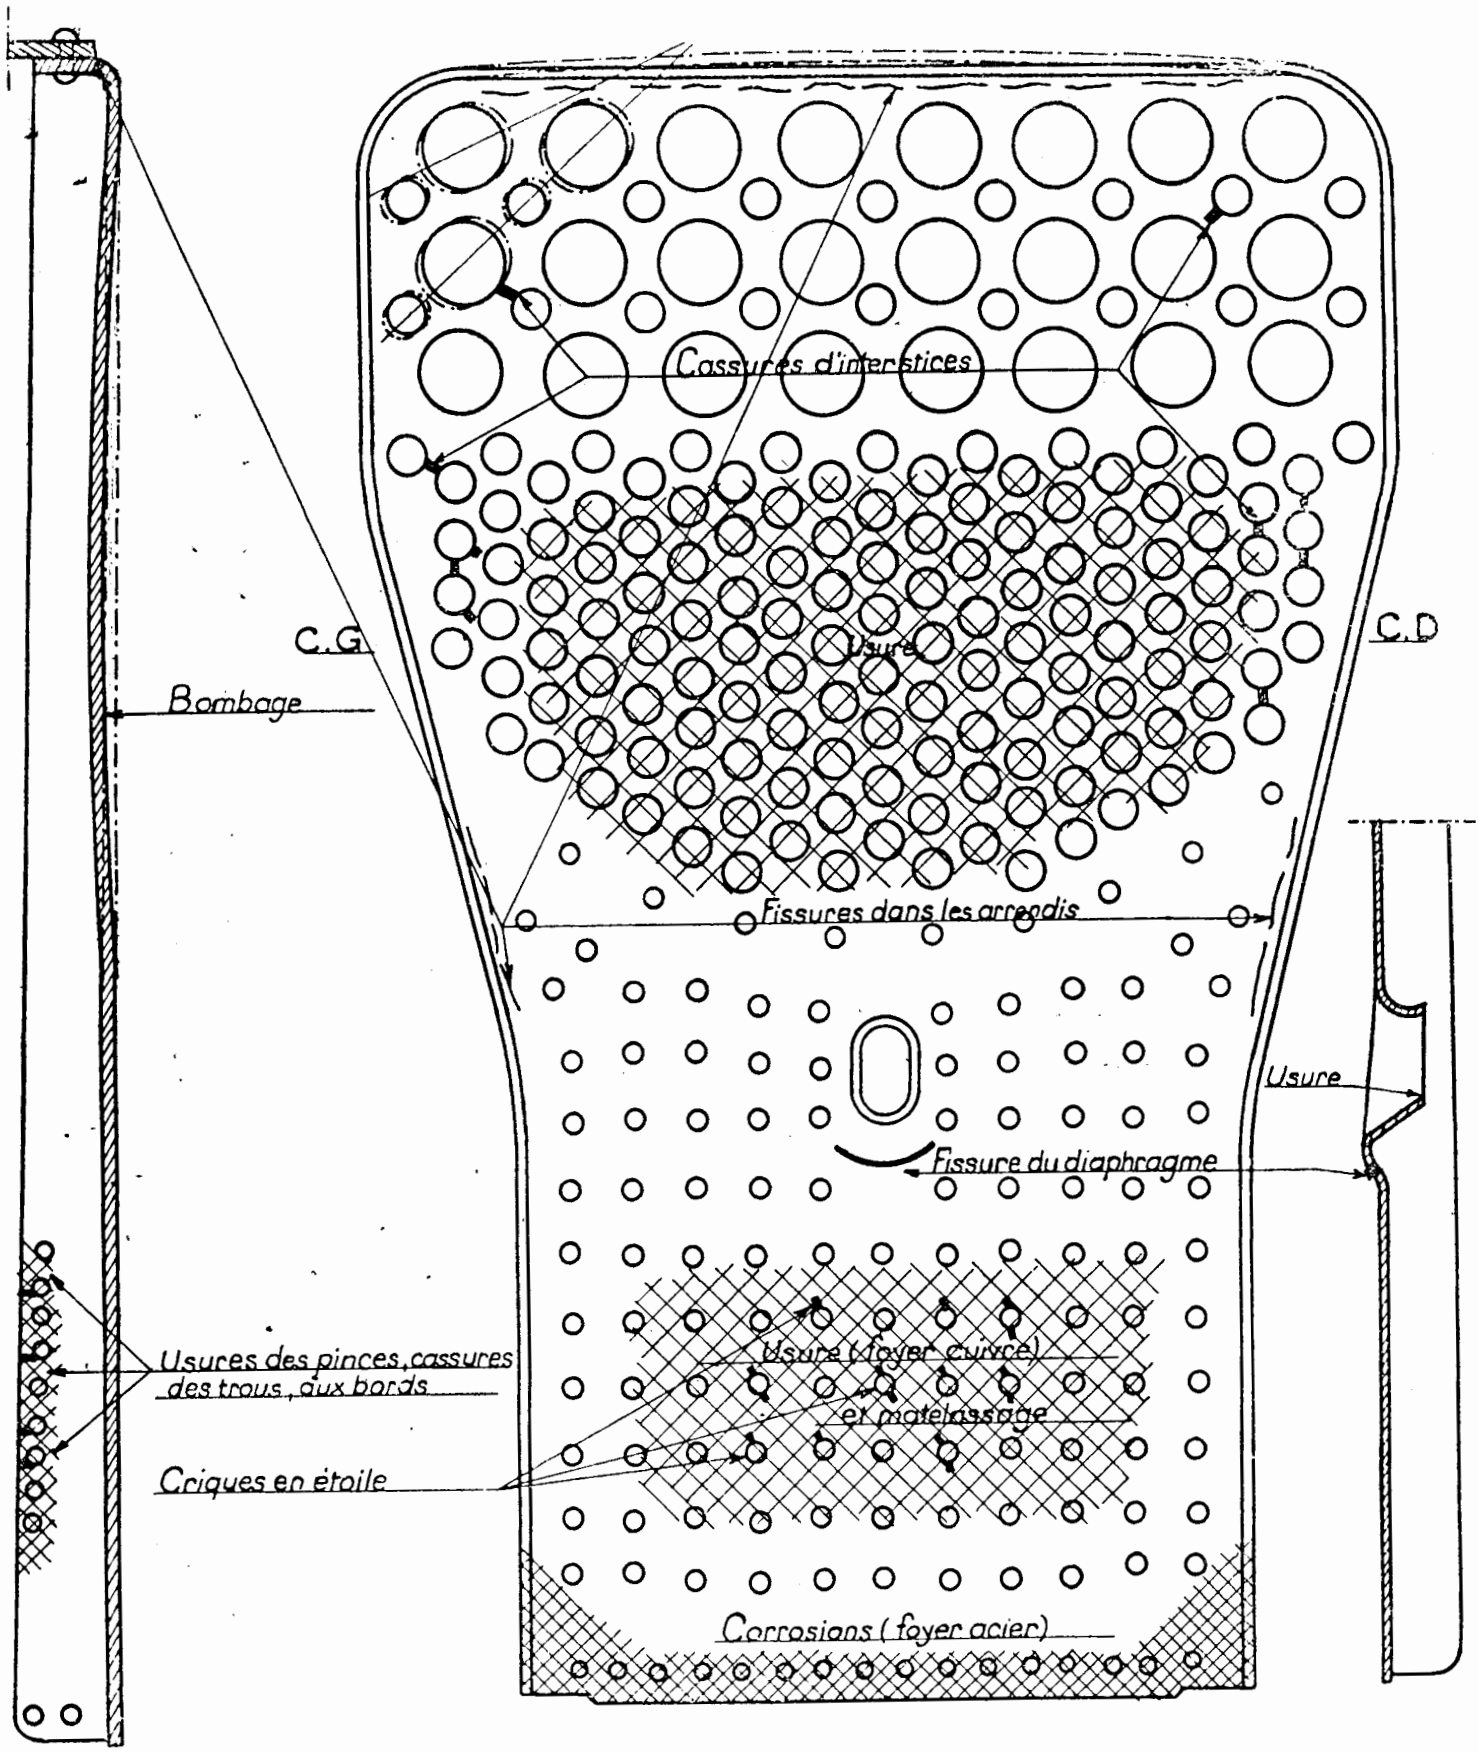 Cassures d'interstices
Usure
C.G
C.D
Bombage
Fissures dans les arrondis
Usure
Fissure du diaphragme
Usures des pinces, cassures
des trous, aux bords
Usure (foyer cuivre)
et matelassage
Criques en étoile
Corrosions (foyer acier)